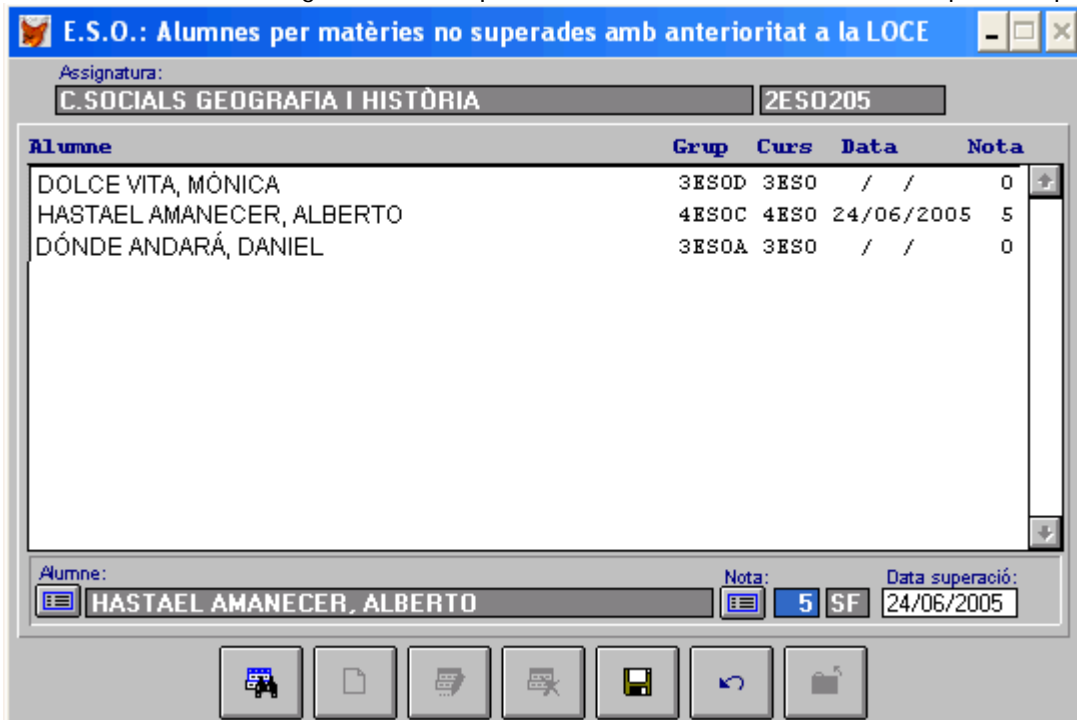 E.S.O.: Alumnes per matèries no superades amb anterioritat a la LOCE
Assignatura:
C.SOCIALS GEOGRAFIA I HISTÒRIA 2ESO205
Alumne Grup Curs Data Nota
DOLCE VITA, MÓNICA 3ESOD 3ESO / / 0
HASTAEL AMANECER, ALBERTO 4ESOC 4ESO 24/06/2005 5
DÓNDE ANDARÁ, DANIEL 3ESOA 3ESO / / 0
Alumne: Nota: Data superació:
HASTAEL AMANECER, ALBERTO 5 SF 24/06/2005